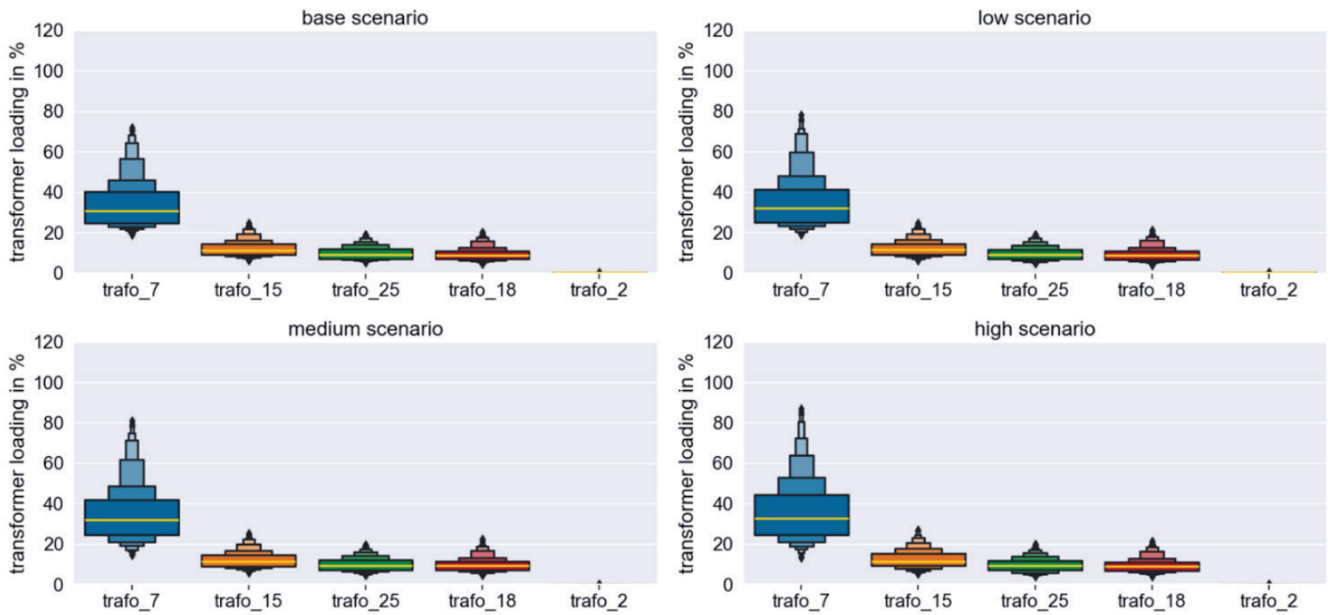 base scenario
transformer loading in %
120
100
80
60
40
20
0
trafo_7 trafo_15 trafo_25 trafo_18 trafo_2
low scenario
transformer loading in %
120
100
80
60
40
20
0
trafo_7 trafo_15 trafo_25 trafo_18 trafo_2
medium scenario
transformer loading in %
120
100
80
60
40
20
0
trafo_7 trafo_15 trafo_25 trafo_18 trafo_2
high scenario
transformer loading in %
120
100
80
60
40
20
0
trafo_7 trafo_15 trafo_25 trafo_18 trafo_2